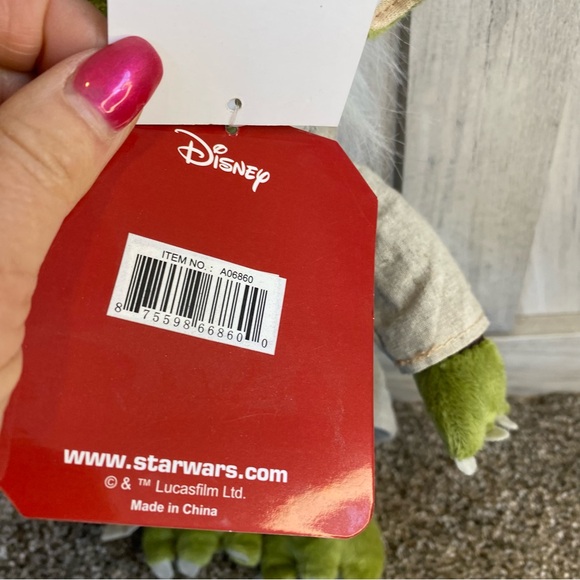 Disney
ITEM NO. : A06860
8 75598 66860 0
www.starwars.com
© & ™ Lucasfilm Ltd.
Made in China